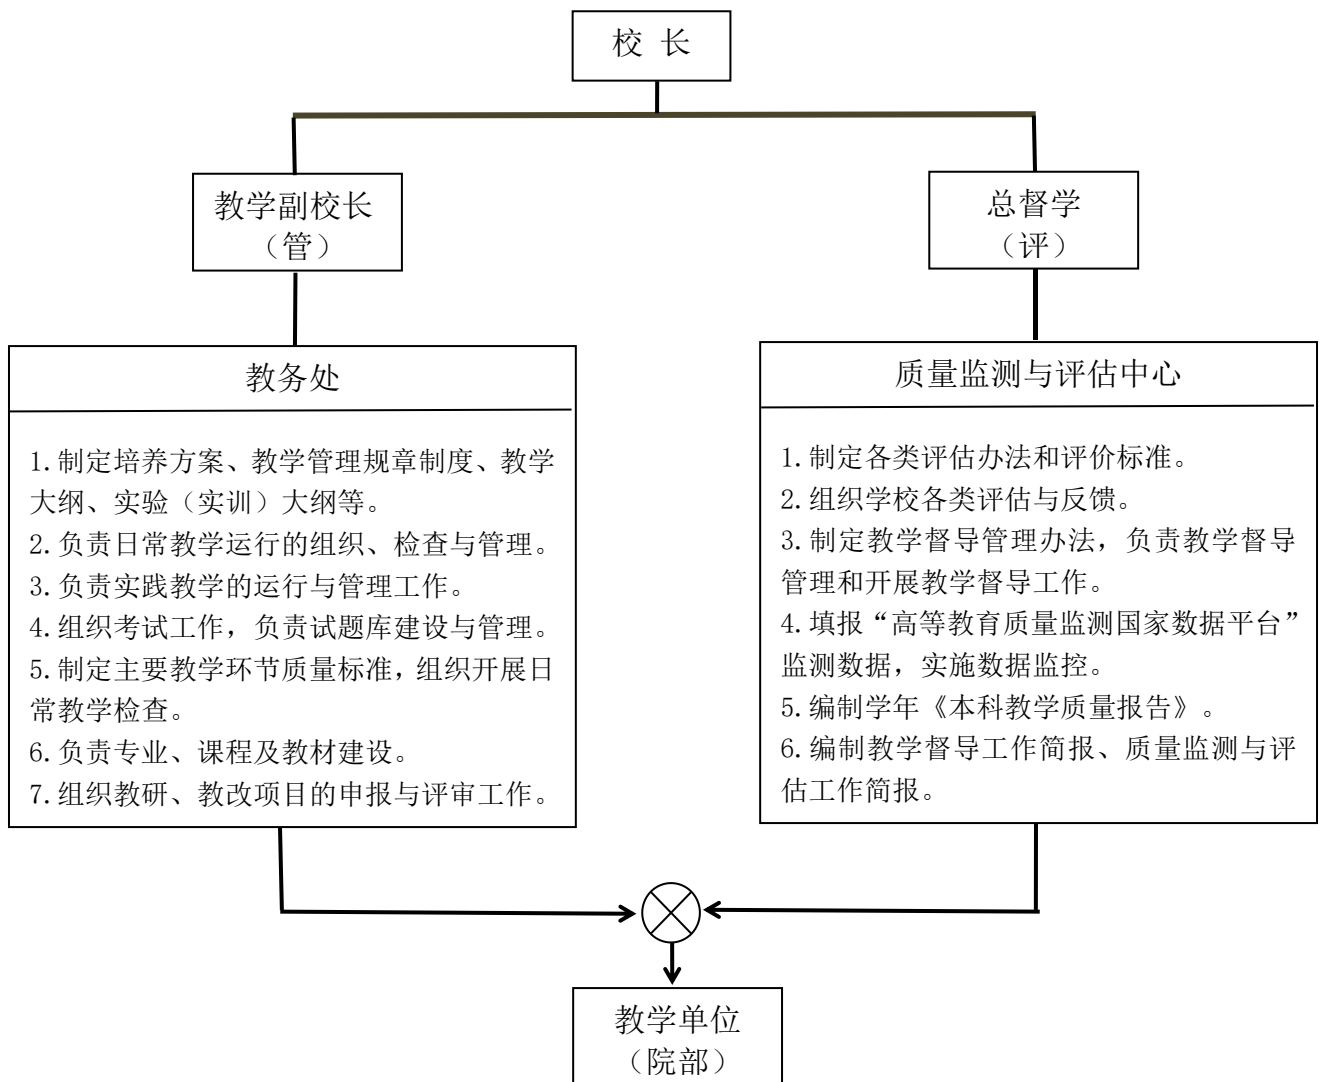 校 长
教学副校长
（管）
总督学
（评）
教务处
1.制定培养方案、教学管理规章制度、教学
大纲、实验（实训）大纲等。
2.负责日常教学运行的组织、检查与管理。
3.负责实践教学的运行与管理工作。
4.组织考试工作，负责试题库建设与管理。
5.制定主要教学环节质量标准，组织开展日
常教学检查。
6.负责专业、课程及教材建设。
7.组织教研、教改项目的申报与评审工作。
质量监测与评估中心
1.制定各类评估办法和评价标准。
2.组织学校各类评估与反馈。
3.制定教学督导管理办法，负责教学督导
管理和开展教学督导工作。
4.填报“高等教育质量监测国家数据平台”
监测数据，实施数据监控。
5.编制学年《本科教学质量报告》。
6.编制教学督导工作简报、质量监测与评
估工作简报。
教学单位
（院部）